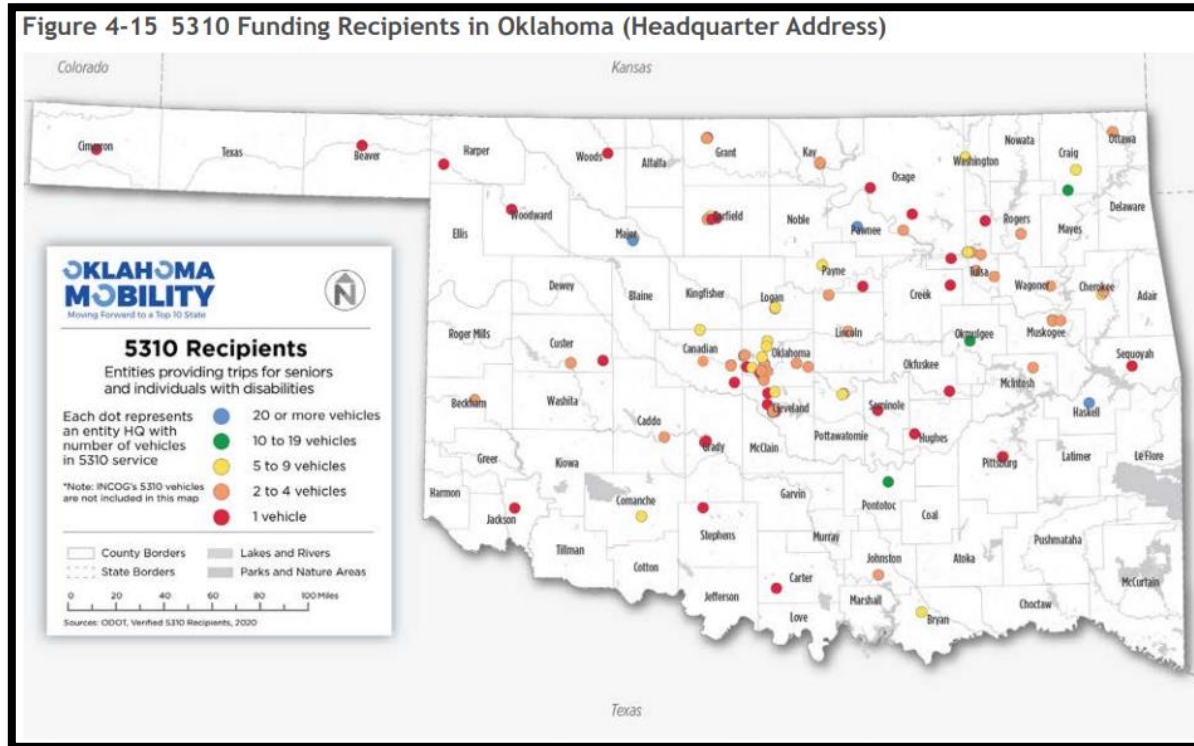 Figure 4-15 5310 Funding Recipients in Oklahoma (Headquarter Address)
Colorado
Kansas
Cimarron
Texas
Beaver
Harper
Woods
Alfalfa
Grant
Kay
Osage
Washington
Nowata
Craig
Ottawa
Woodward
Ellis
Major
Garfield
Noble
Pawnee
Rogers
Mayes
Delaware
Dewey
Blaine
Kingfisher
Logan
Payne
Creek
Tulsa
Wagoner
Cherokee
Adair
Roger Mills
Custer
Canadian
Oklahoma
Lincoln
Okmulgee
Muskogee
Okfuskee
McIntosh
Sequoyah
Beckham
Washita
Caddo
Grady
Cleveland
McClain
Pottawatomie
Seminole
Hughes
Haskell
Pittsburg
Latimer
Le'Flore
Greer
Kiowa
Harmon
Jackson
Comanche
Garvin
Pontotoc
Coal
Tillman
Stephens
Murray
Johnston
Atoka
Pushmataha
McCurtain
Cotton
Jefferson
Carter
Love
Marshall
Bryan
Choctaw
OKLAHOMA
MOBILITY
Moving Forward to a Top 10 State
N
5310 Recipients
Entities providing trips for seniors
and individuals with disabilities
Each dot represents
an entity HQ with
number of vehicles
in 5310 service
*Note: INCOG's 5310 vehicles
are not included in this map
20 or more vehicles
10 to 19 vehicles
5 to 9 vehicles
2 to 4 vehicles
1 vehicle
County Borders
State Borders
Lakes and Rivers
Parks and Nature Areas
0 20 40 60 80 100 Miles
Sources: ODOT, Verified 5310 Recipients, 2020
Texas